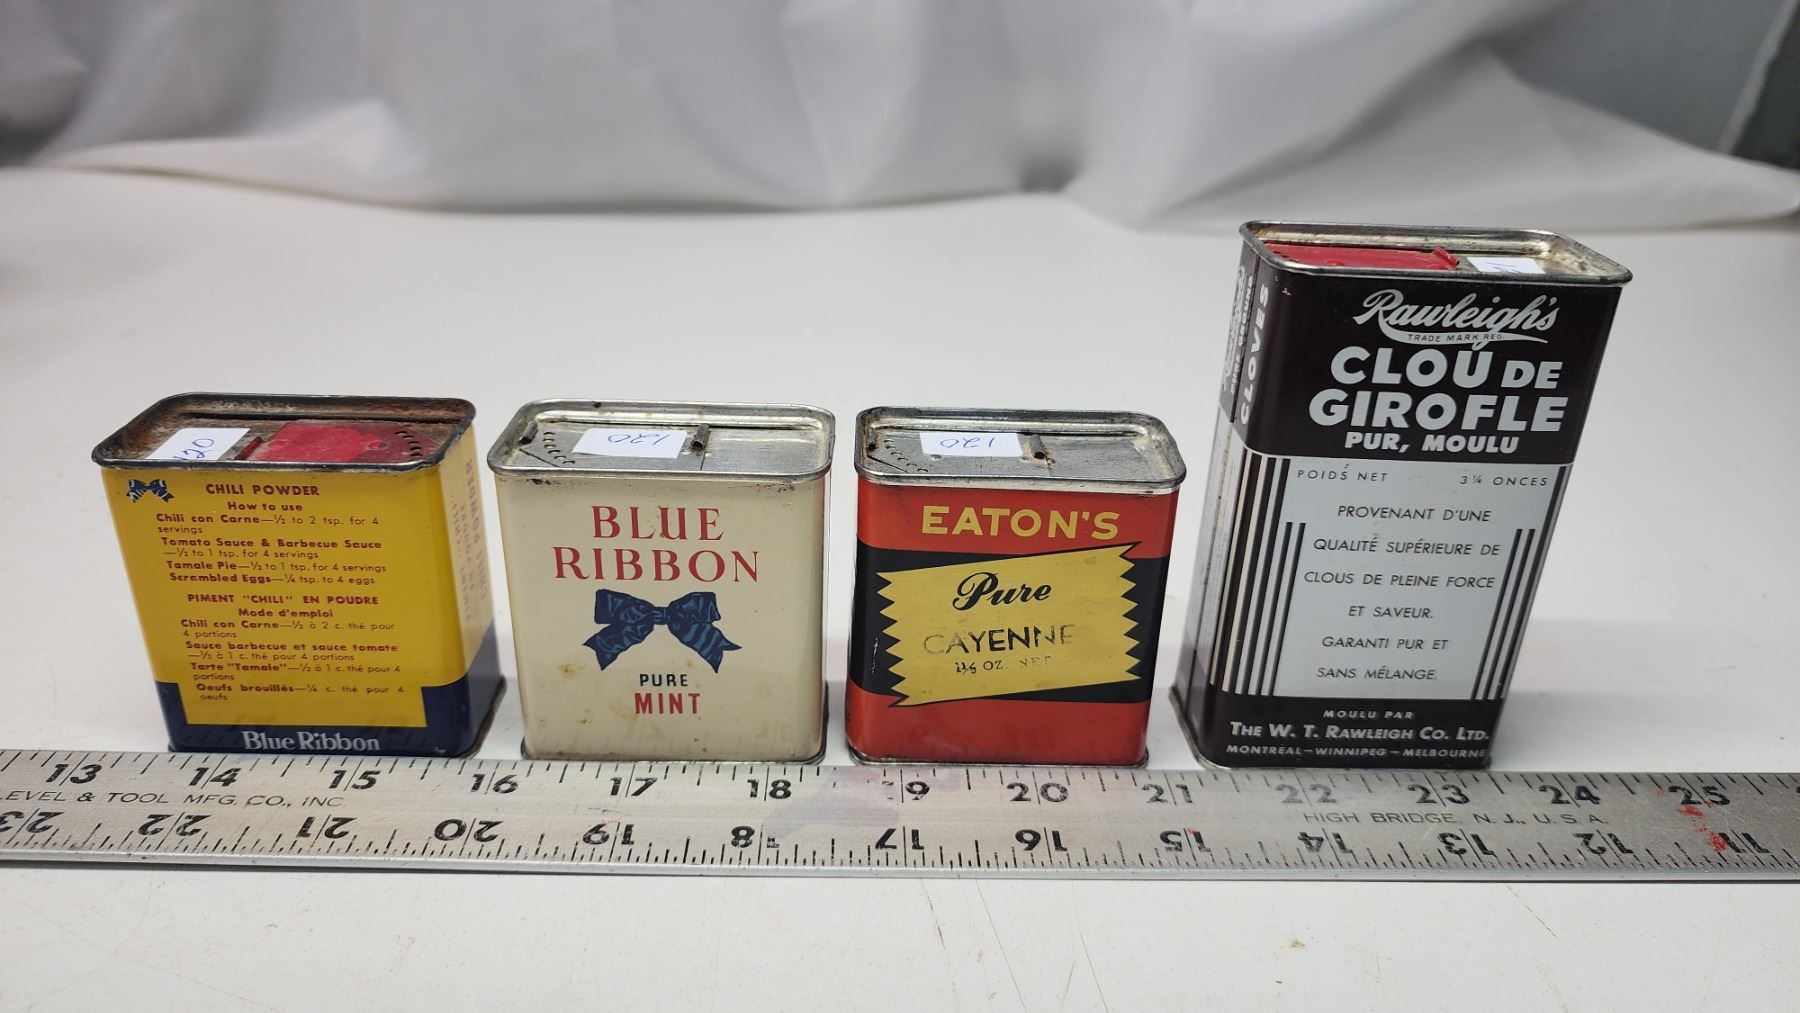 120
CHILI POWDER
How to use
Chili con Carne—½ to 2 tsp. for 4
servings
Tomato Sauce & Barbecue Sauce
—½ to 1 tsp. for 4 servings
Tamale Pie—½ to 1 tsp. for 4 servings
Scrambled Eggs—¼ tsp. to 4 eggs
PIMENT "CHILI" EN POUDRE
Mode d'emploi
Chili con Carne—½ à 2 c. thé pour
4 portions
Sauce barbecue et sauce tomate
—½ à 1 c. thé pour 4 portions
Tarte "Tamale"—½ à 1 c. thé pour 4
portions
Oeufs brouillés—¼ c. thé pour 4
oeufs
Blue Ribbon
CHILI POWDER
120
BLUE
RIBBON
PURE
MINT
120
EATON'S
Pure
CAYENNE
OZ. NET
CLOVES
Rawleigh's
TRADE MARK REG.
CLOU DE
GIROFLE
PUR, MOULU
POIDS NET 3¼ ONCES
PROVENANT D'UNE
QUALITÉ SUPÉRIEURE DE
CLOUS DE PLEINE FORCE
ET SAVEUR.
GARANTI PUR ET
SANS MÉLANGE.
MOULU PAR
THE W. T. RAWLEIGH CO. LTD.
MONTREAL—WINNIPEG—MELBOURNE
13 14 15 16 17 18 19 20 21 22 23 24 25
LEVEL & TOOL MFG. CO., INC. HIGH BRIDGE, N. J., U.S.A.
23 22 21 20 19 18 17 16 15 14 13 12 11